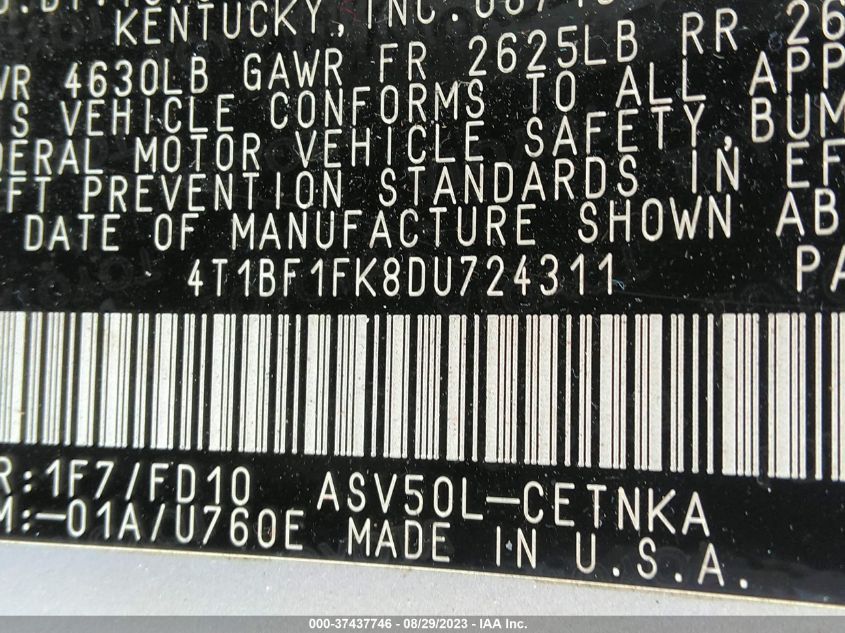 KENTUCKY, INC.
4630LB GAWR FR 2625LB RR 26
VEHICLE CONFORMS TO ALL APP
MOTOR VEHICLE SAFETY, BUM
PREVENTION STANDARDS IN EF
DATE OF MANUFACTURE SHOWN AB
4T1BF1FK8DU724311 PA
R:1F7/FD10 ASV50L-CETNKA
M:-01A/U760E MADE IN U.S.A.
000-37437746 - 08/29/2023 - IAA Inc.